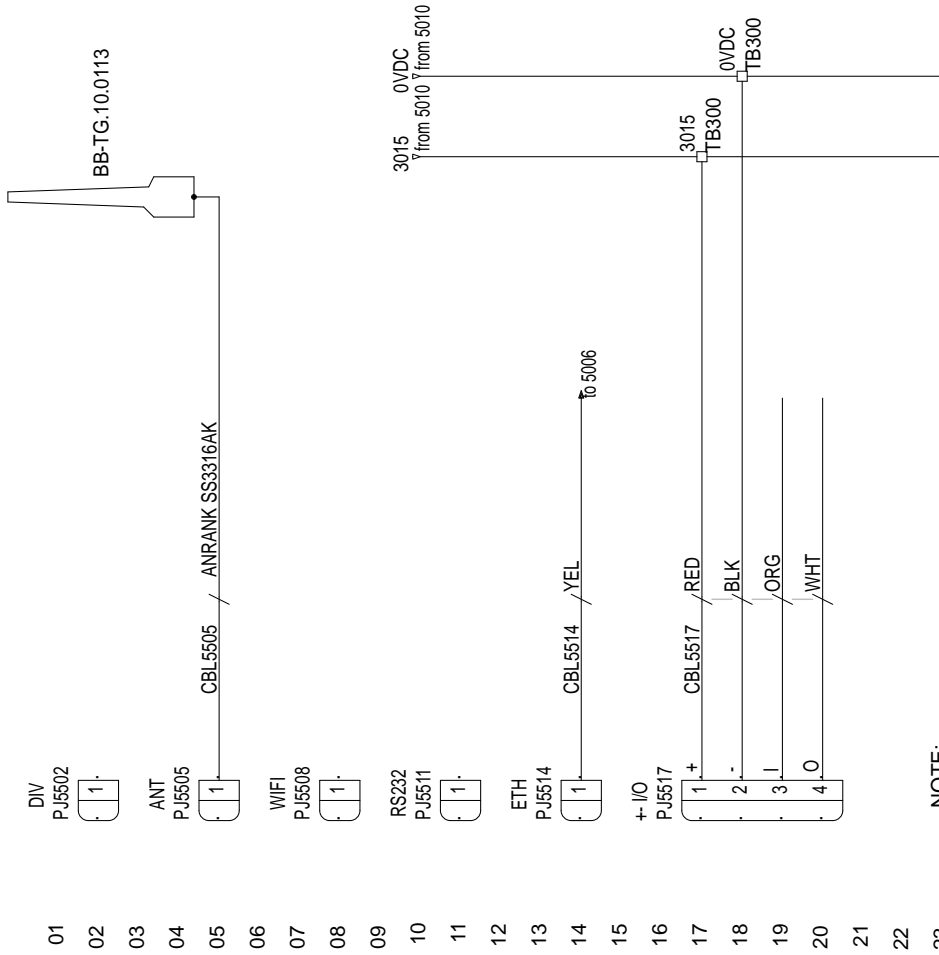 BB-TG.10.0113
DIV
PJ5502
1
ANT
PJ5505
1
CBL5505
ANRANK SS3316AK
WIFI
PJ5508
1
RS232
PJ5511
1
3015
from 5010
0VDC
from 5010
ETH
PJ5514
1
CBL5514
YEL
to 5006
+- I/O
PJ5517
1
+
CBL5517
RED
3015
TB300
2
-
BLK
0VDC
TB300
3
I
ORG
4
O
WHT
NOTE:
01
02
03
04
05
06
07
08
09
10
11
12
13
14
15
16
17
18
19
20
21
22
23